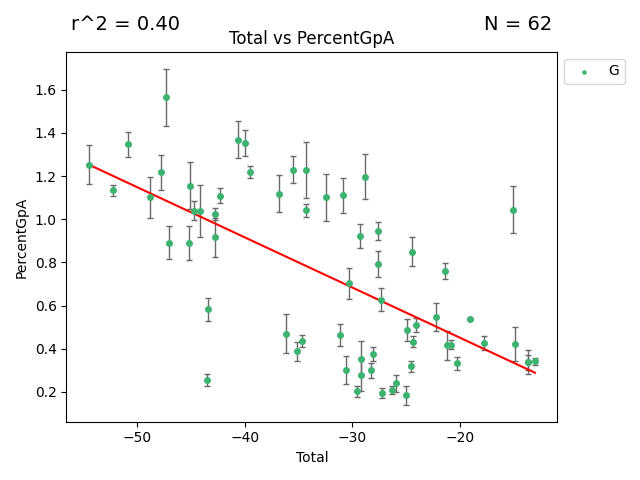 r^2 = 0.40
N = 62
Total vs PercentGpA
G
PercentGpA
1.6
1.4
1.2
1.0
0.8
0.6
0.4
0.2
−50 −40 −30 −20
Total